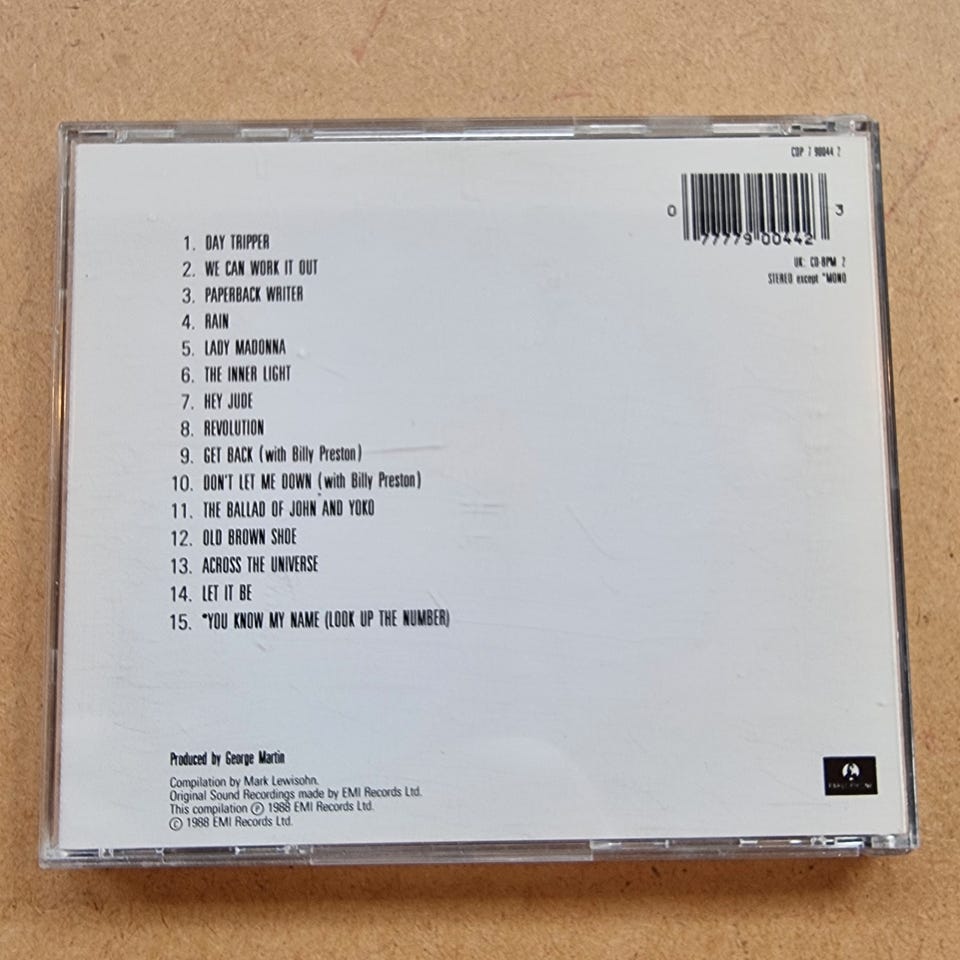 CDP 7 90044 2
0 77779 00442 3
UK: CD-BPM 2
STEREO except *MONO
1. DAY TRIPPER
2. WE CAN WORK IT OUT
3. PAPERBACK WRITER
4. RAIN
5. LADY MADONNA
6. THE INNER LIGHT
7. HEY JUDE
8. REVOLUTION
9. GET BACK (with Billy Preston)
10. DON'T LET ME DOWN (with Billy Preston)
11. THE BALLAD OF JOHN AND YOKO
12. OLD BROWN SHOE
13. ACROSS THE UNIVERSE
14. LET IT BE
15. *YOU KNOW MY NAME (LOOK UP THE NUMBER)
Produced by George Martin
Compilation by Mark Lewisohn.
Original Sound Recordings made by EMI Records Ltd.
This compilation ℗ 1988 EMI Records Ltd.
© 1988 EMI Records Ltd.